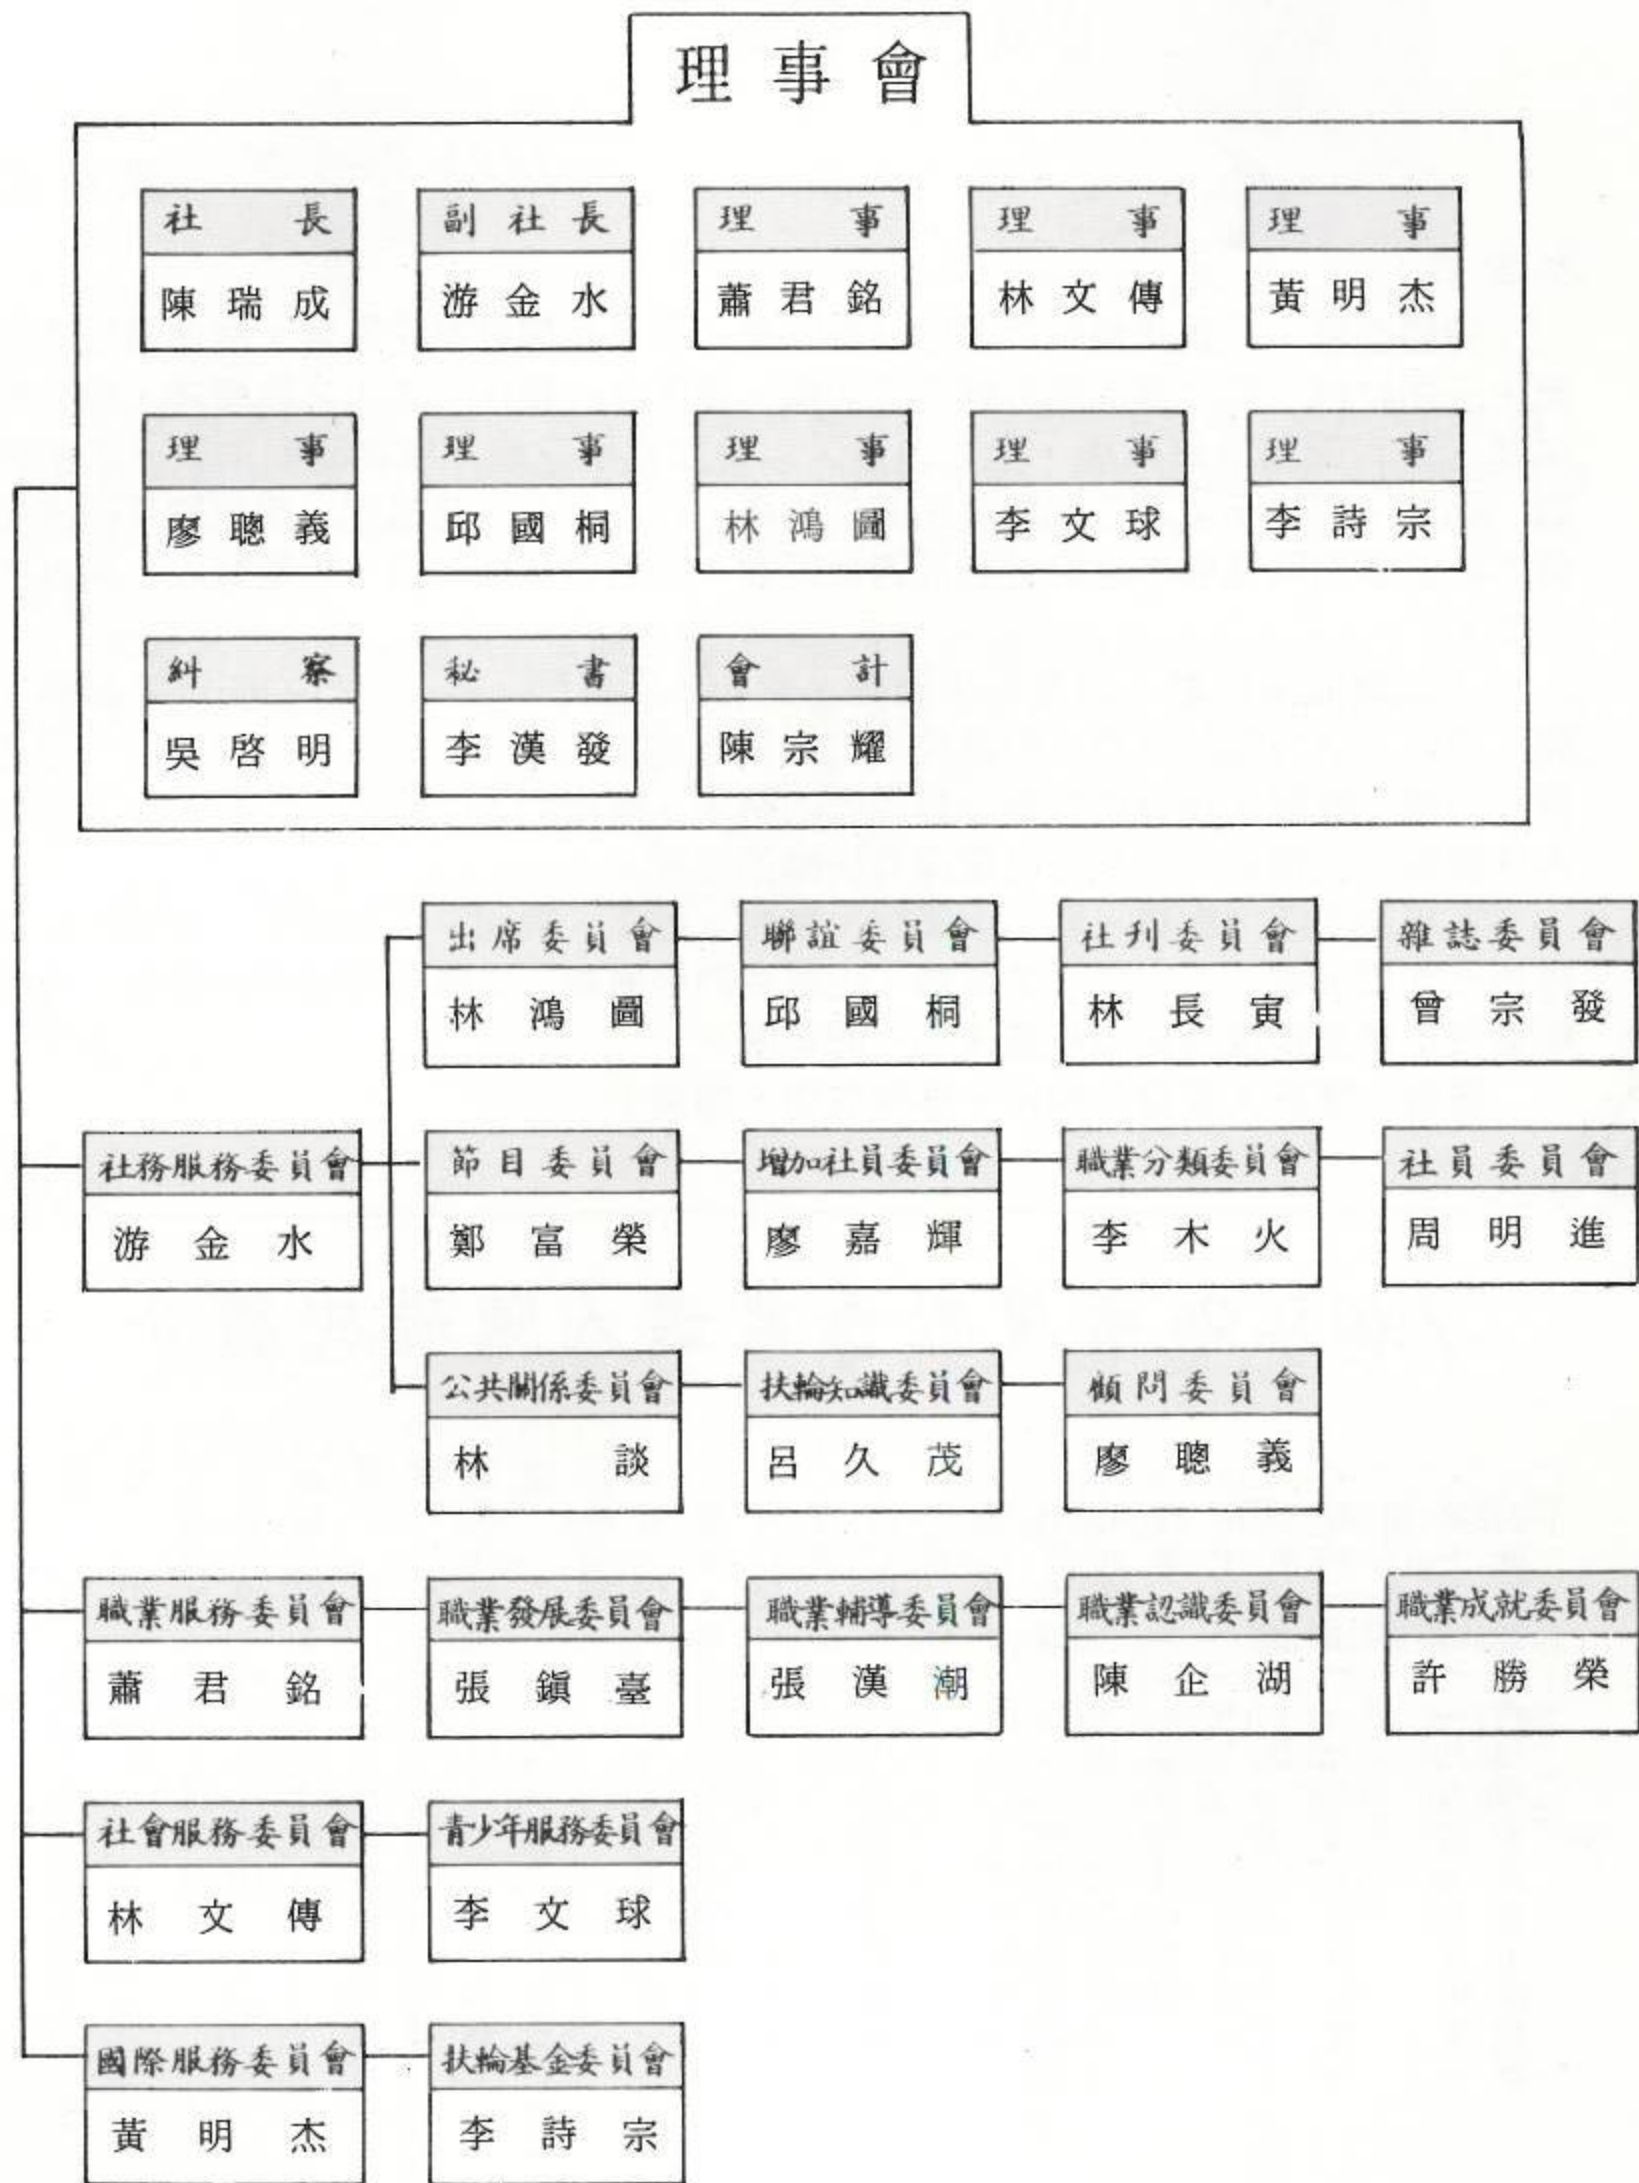 理事會
社長 副社長 理事 理事 理事
陳瑞成 游金水 蕭君銘 林文傳 黃明杰
理事 理事 理事 理事 理事
廖聰義 邱國桐 林鴻圖 李文球 李詩宗
糾察 秘書 會計
吳啓明 李漢發 陳宗耀
出席委員會 聯誼委員會 社刊委員會 雜誌委員會
林鴻圖 邱國桐 林長寅 曾宗發
社務服務委員會 節目委員會 增加社員委員會 職業分類委員會 社員委員會
游金水 鄭富榮 廖嘉輝 李木火 周明進
公共關係委員會 扶輪知識委員會 顧問委員會
林談 呂久茂 廖聰義
職業服務委員會 職業發展委員會 職業輔導委員會 職業認識委員會 職業成就委員會
蕭君銘 張鎭臺 張漢潮 陳企湖 許勝榮
社會服務委員會 青少年服務委員會
林文傳 李文球
國際服務委員會 扶輪基金委員會
黃明杰 李詩宗